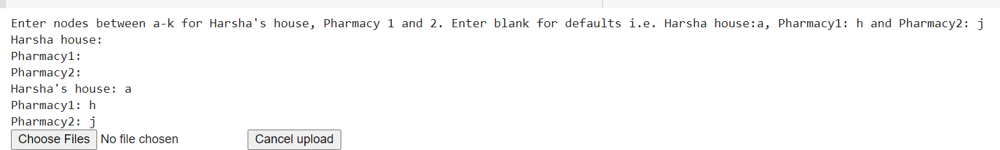 Enter nodes between a-k for Harsha's house, Pharmacy 1 and 2. Enter blank for defaults i.e. Harsha house:a, Pharmacy1: h and Pharmacy2: j
Harsha house:
Pharmacy1:
Pharmacy2:
Harsha's house: a
Pharmacy1: h
Pharmacy2: j
Choose Files No file chosen Cancel upload